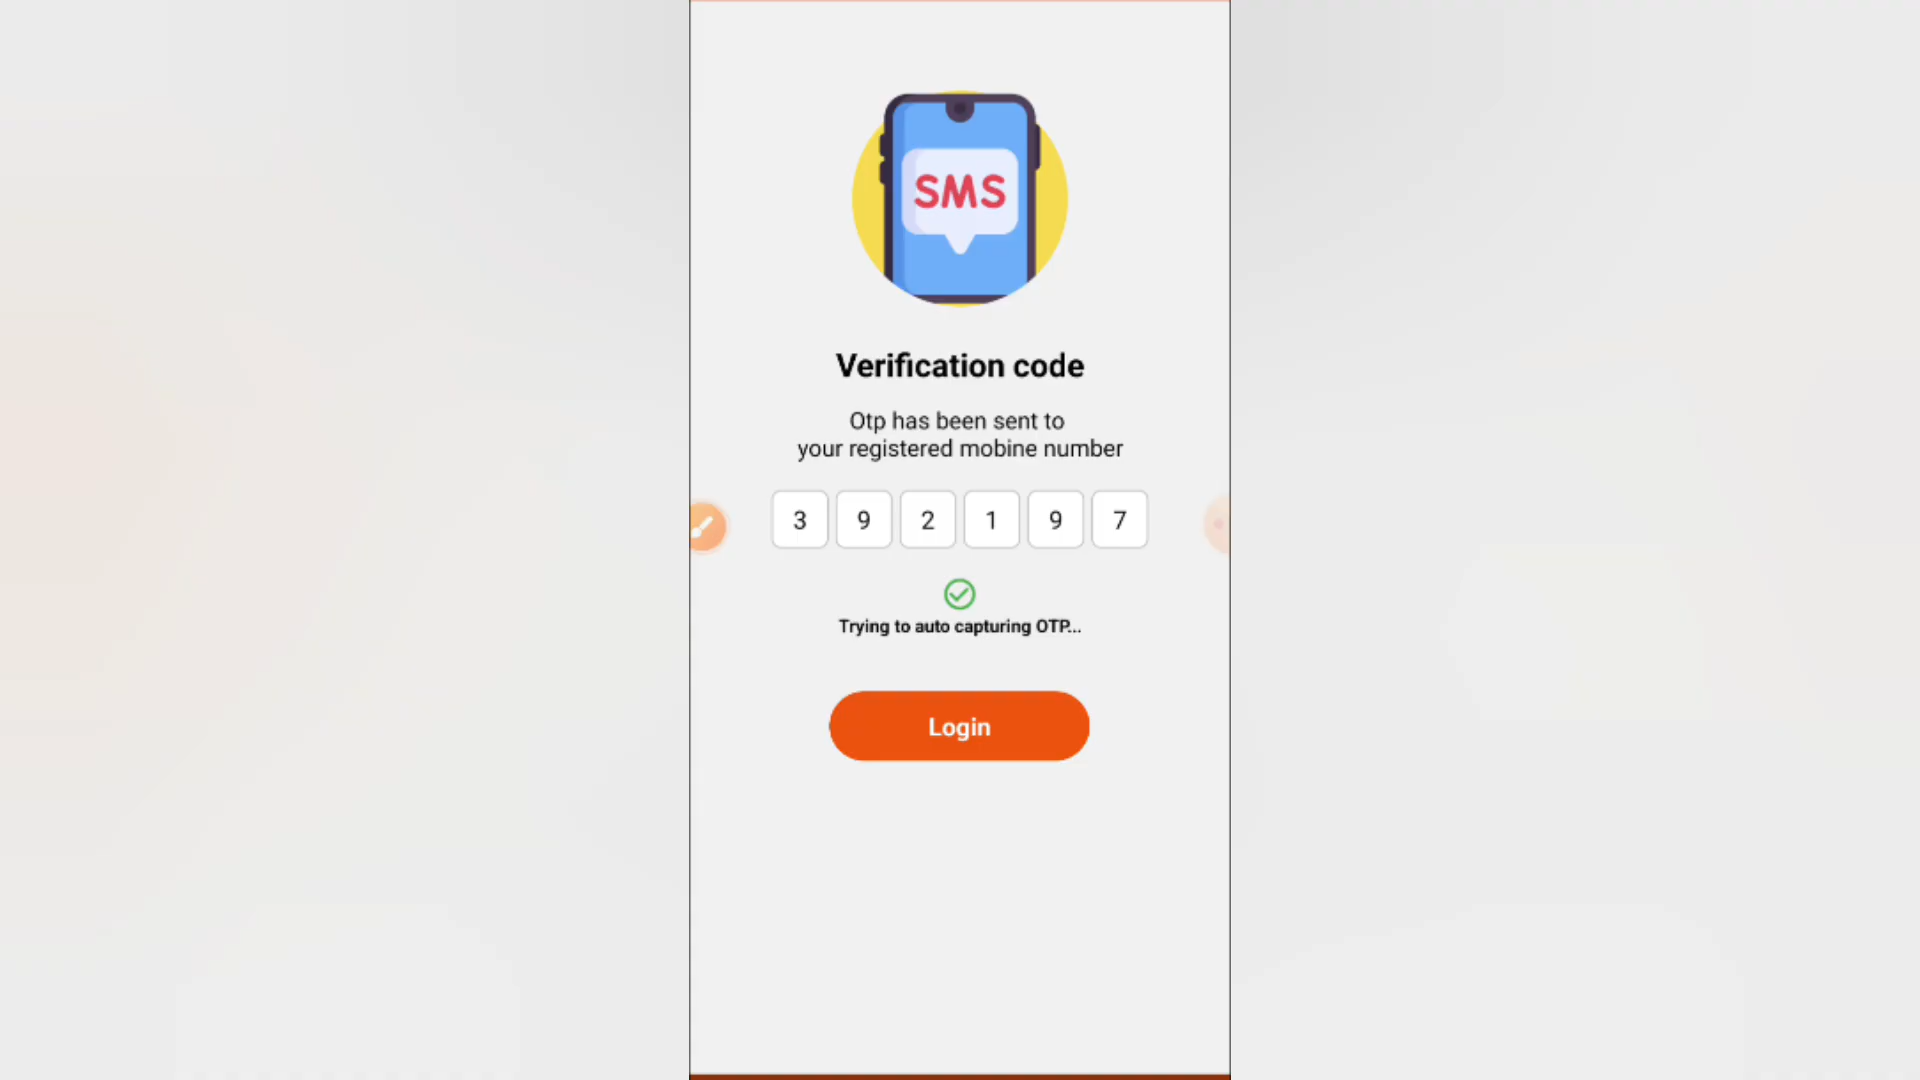 SMS
Verification code
Otp has been sent to
your registered mobine number
3 9 2 1 9 7
Trying to auto capturing OTP...
Login